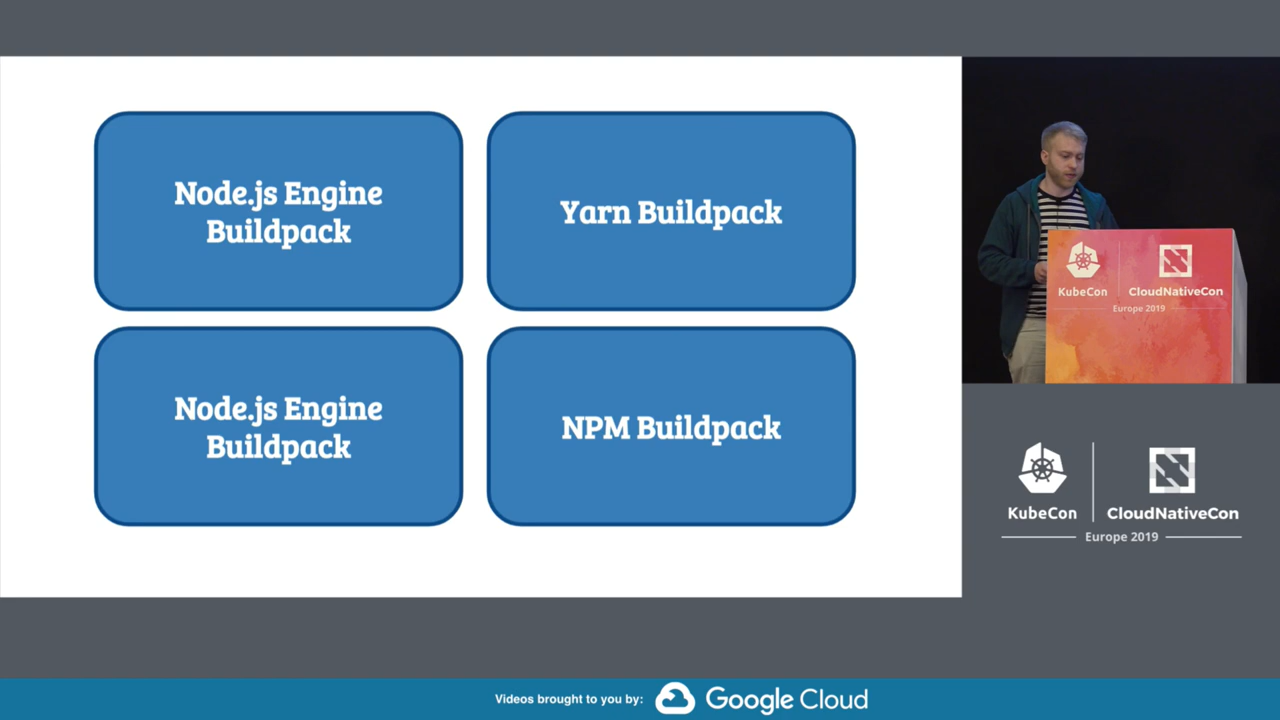 Node.js Engine
Buildpack
Yarn Buildpack
Node.js Engine
Buildpack
NPM Buildpack
KubeCon
CloudNativeCon
Europe 2019
KubeCon
CloudNativeCon
Europe 2019
Videos brought to you by:
Google Cloud